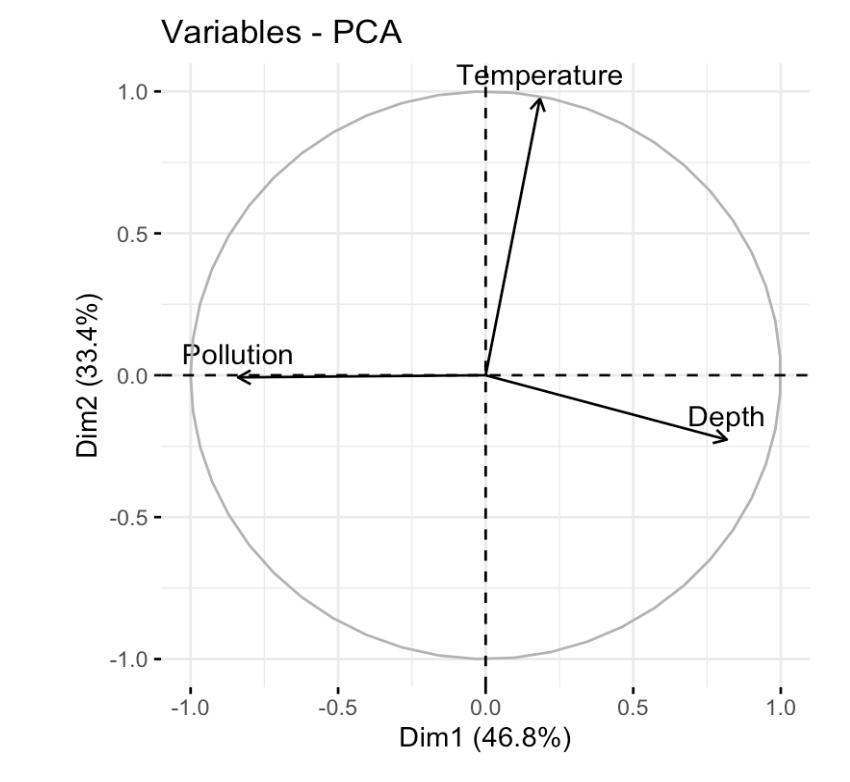 Variables - PCA
Temperature
1.0
0.5
Pollution
0.0
Depth
-0.5
-1.0
Dim2 (33.4%)
-1.0 -0.5 0.0 0.5 1.0
Dim1 (46.8%)